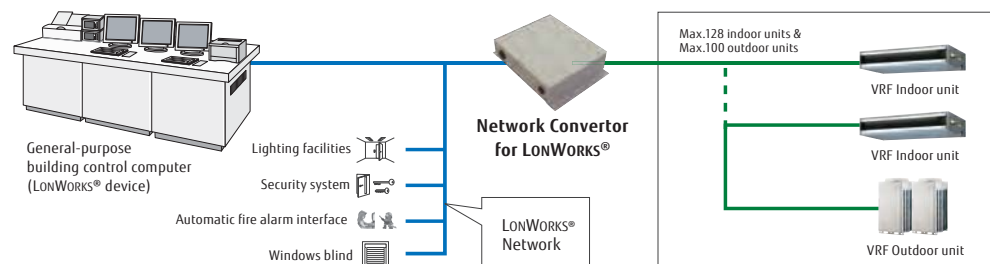 General-purpose
building control computer
(LONWORKS® device)
Lighting facilities
Security system
Automatic fire alarm interface
Windows blind
Network Convertor
for LONWORKS®
LONWORKS®
Network
Max.128 indoor units &
Max.100 outdoor units
VRF Indoor unit
VRF Indoor unit
VRF Outdoor unit